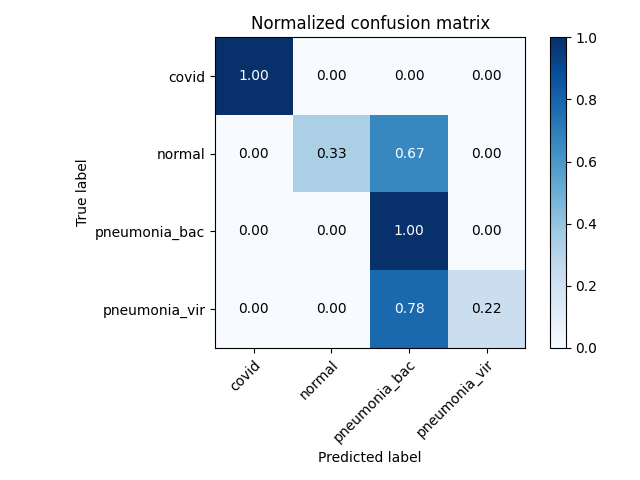 Normalized confusion matrix
True label
covid 1.00 0.00 0.00 0.00
normal 0.00 0.33 0.67 0.00
pneumonia_bac 0.00 0.00 1.00 0.00
pneumonia_vir 0.00 0.00 0.78 0.22
covid normal pneumonia_bac pneumonia_vir
Predicted label
1.0
0.8
0.6
0.4
0.2
0.0